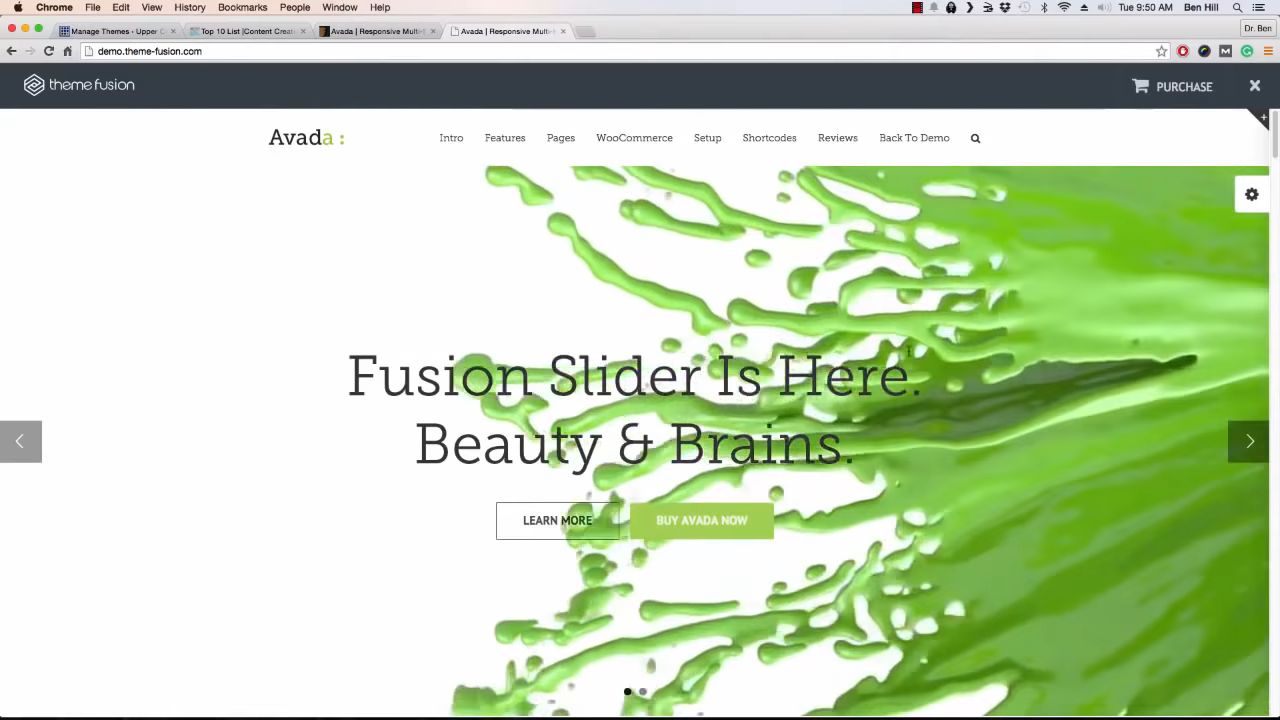 Chrome File Edit View History Bookmarks People Window Help Tue 9:50 AM Ben Hill
Manage Themes ‹ Upper C Top 10 List |Content Creat Avada | Responsive Multi- Avada | Responsive Multi- Dr. Ben
demo.theme-fusion.com
theme fusion PURCHASE
Avada : Intro Features Pages WooCommerce Setup Shortcodes Reviews Back To Demo
Fusion Slider Is Here.
Beauty & Brains.
LEARN MORE BUY AVADA NOW